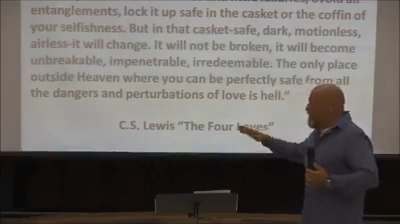 entanglements, lock it up safe in the casket or the coffin of
your selfishness. But in that casket-safe, dark, motionless,
airless-it will change. It will not be broken, it will become
unbreakable, impenetrable, irredeemable. The only place
outside Heaven where you can be perfectly safe from all
the dangers and perturbations of love is hell."
C.S. Lewis "The Four Loves"